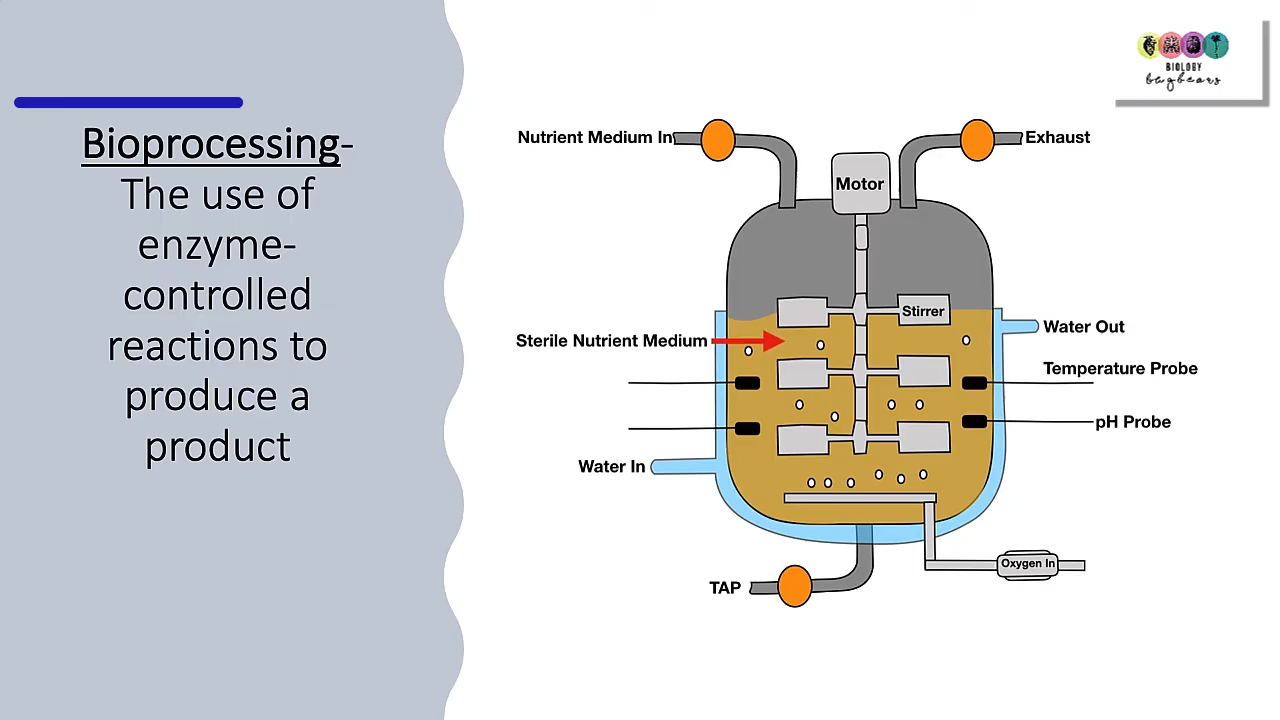 Bioprocessing-
The use of
enzyme-
controlled
reactions to
produce a
product
BIOLOGY
bugbears
Nutrient Medium In
Exhaust
Motor
Stirrer
Sterile Nutrient Medium
Water Out
Temperature Probe
pH Probe
Water In
Oxygen In
TAP